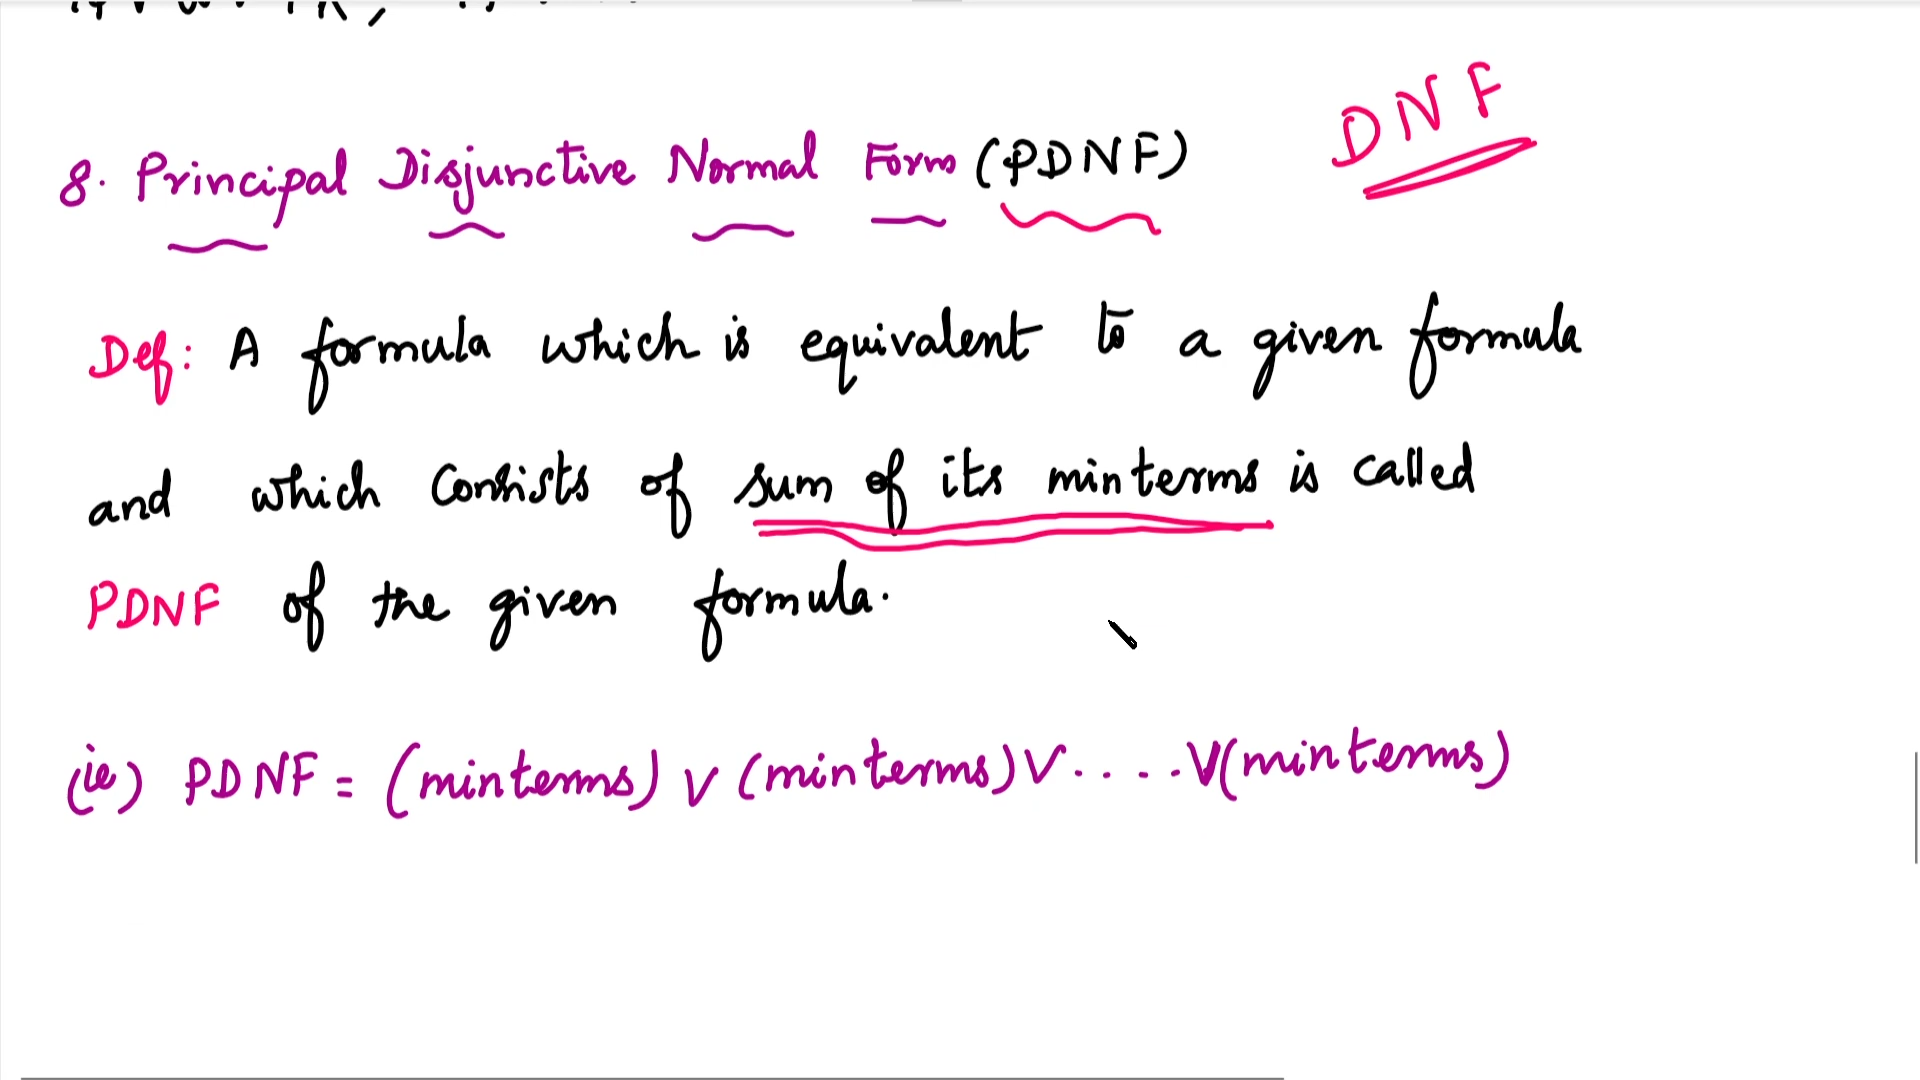 8. Principal Disjunctive Normal Form (PDNF)
DNF
Def: A formula which is equivalent to a given formula
and which consists of sum of its minterms is called
PDNF of the given formula.
(ie) PDNF = (minterms) ∨ (minterms) ∨ . . . . ∨ (minterms)